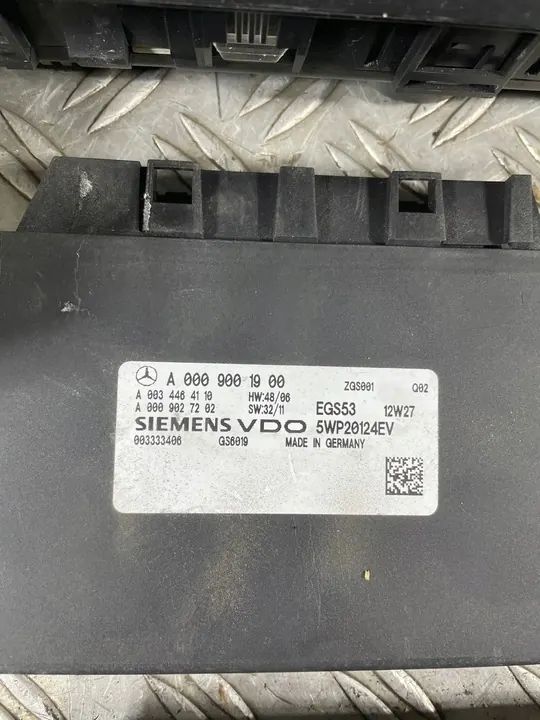 A 000 900 19 00 ZGS001 Q02
A 003 446 41 10 HW:48/06
A 000 902 72 02 SW:32/11 EGS53 12W27
SIEMENS VDO 5WP20124EV
003333406 GS6019 MADE IN GERMANY